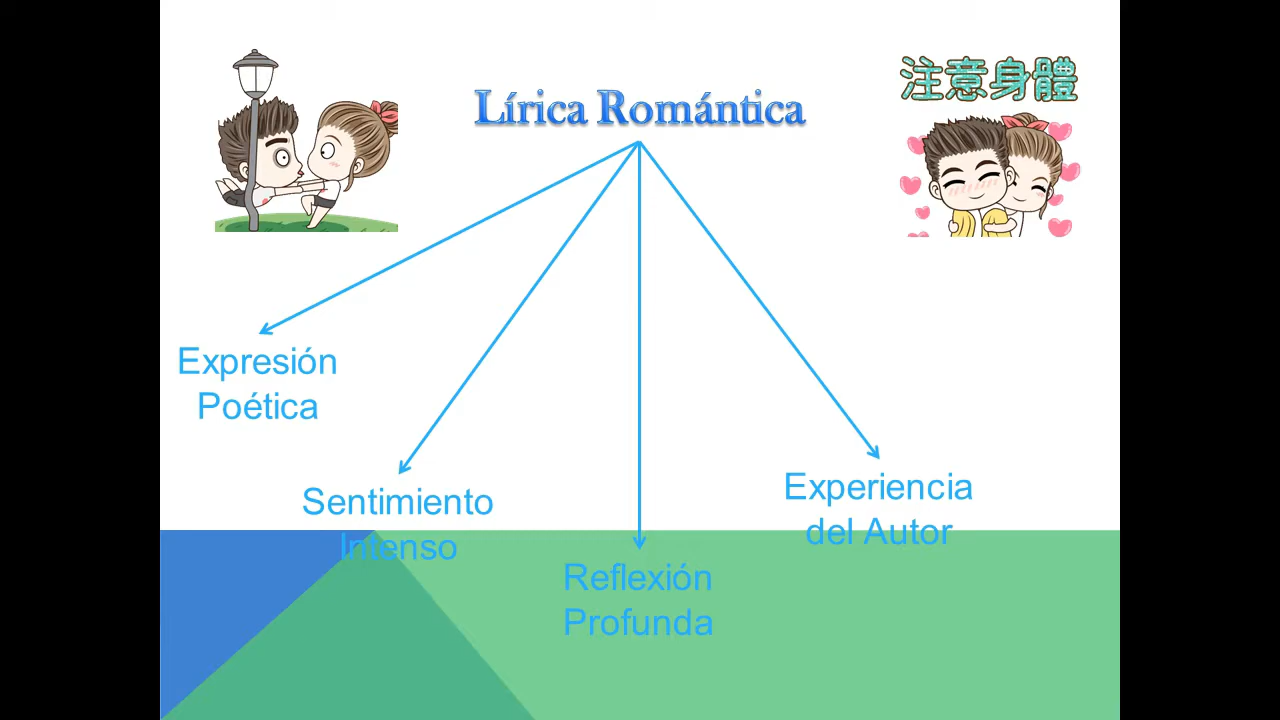 注意身體
Lírica Romántica
Expresión
Poética
Sentimiento
Intenso
Reflexión
Profunda
Experiencia
del Autor